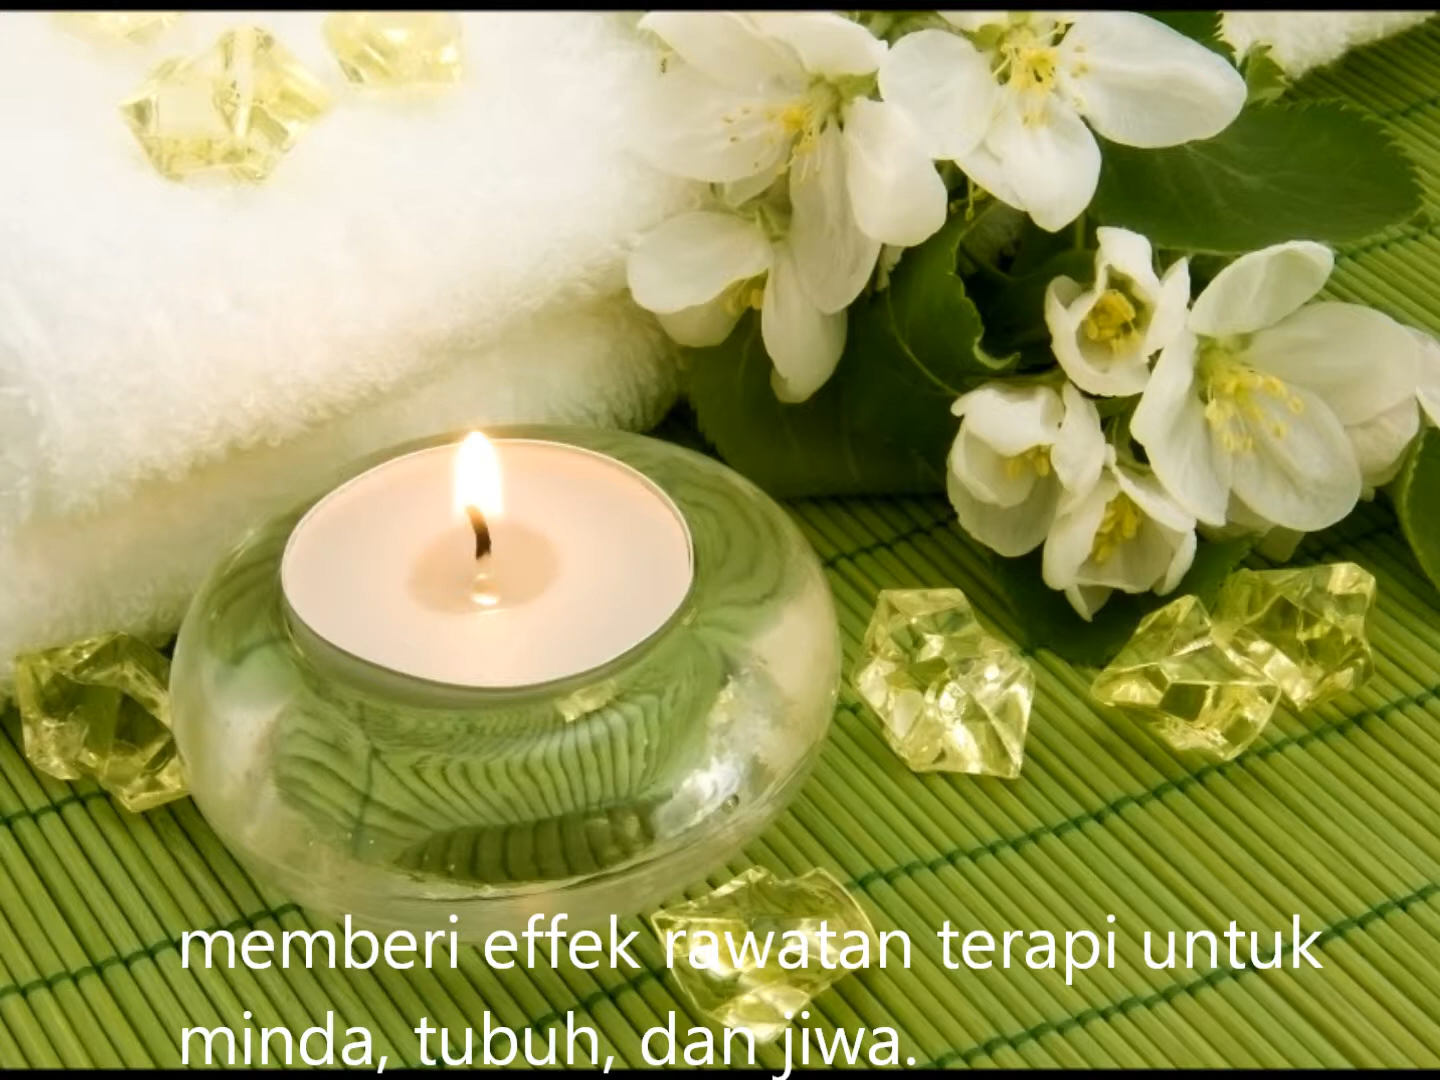 memberi effek rawatan terapi untuk
minda, tubuh, dan jiwa.